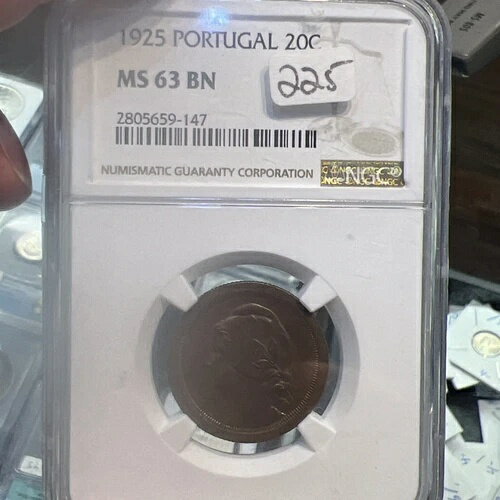 1925 PORTUGAL 20C
MS 63 BN
225
2805659-147
NUMISMATIC GUARANTY CORPORATION
NGC